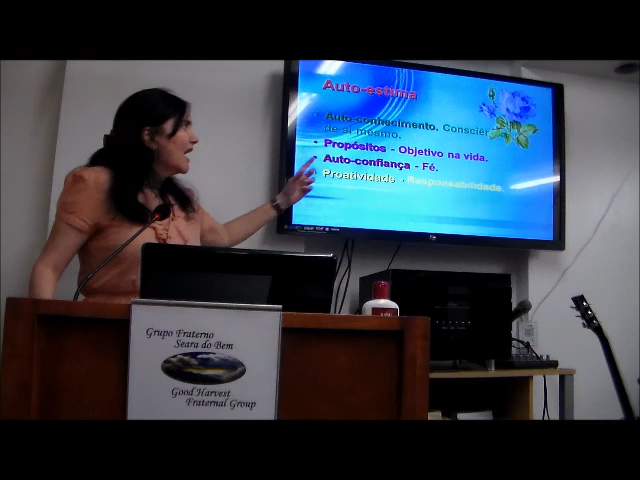 Auto-estima
Auto-conhecimento. Consciên
de si mesmo.
• Propósitos - Objetivo na vida.
• Auto-confiança - Fé.
Proatividade - Responsabilidade.
Grupo Fraterno
Seara do Bem
Good Harvest
Fraternal Group